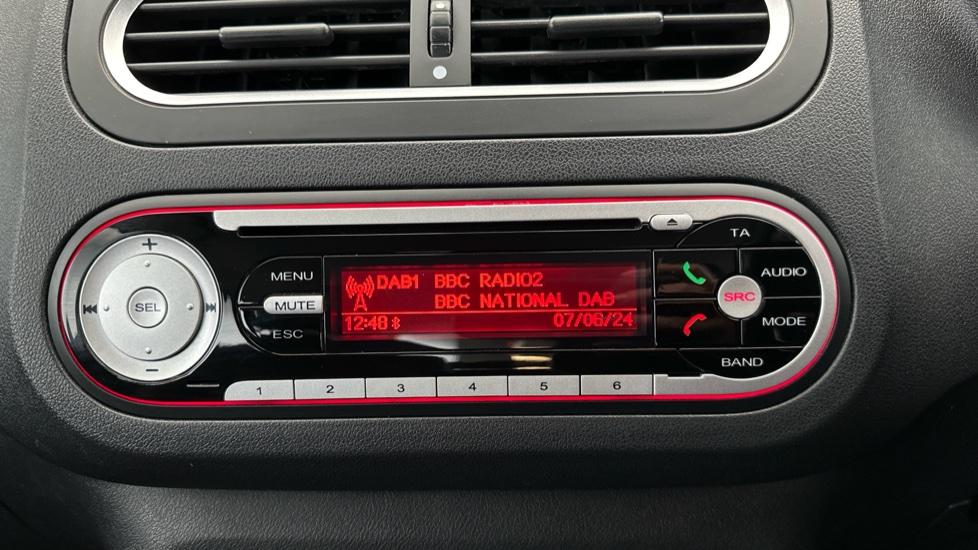 TA
MENU
MUTE
ESC
SEL
DAB1 BBC RADIO2
BBC NATIONAL DAB
12:48 07/06/24
SRC
AUDIO
MODE
BAND
1 2 3 4 5 6